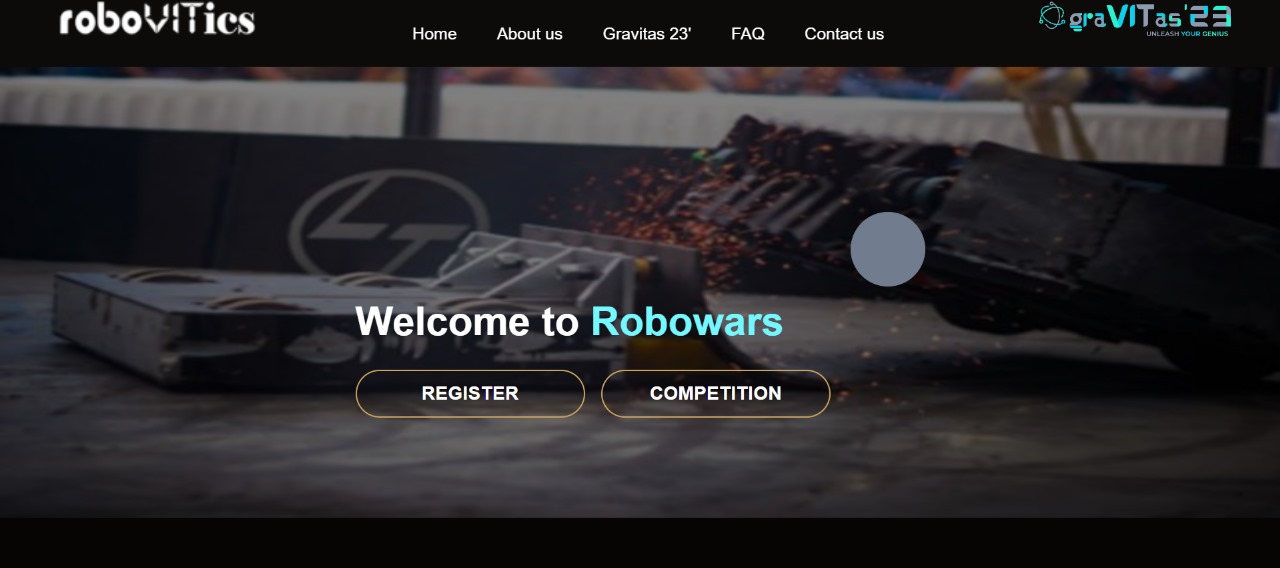 roboVITics
Home About us Gravitas 23' FAQ Contact us
graVITas'23
UNLEASH YOUR GENIUS
LT
Welcome to Robowars
REGISTER COMPETITION